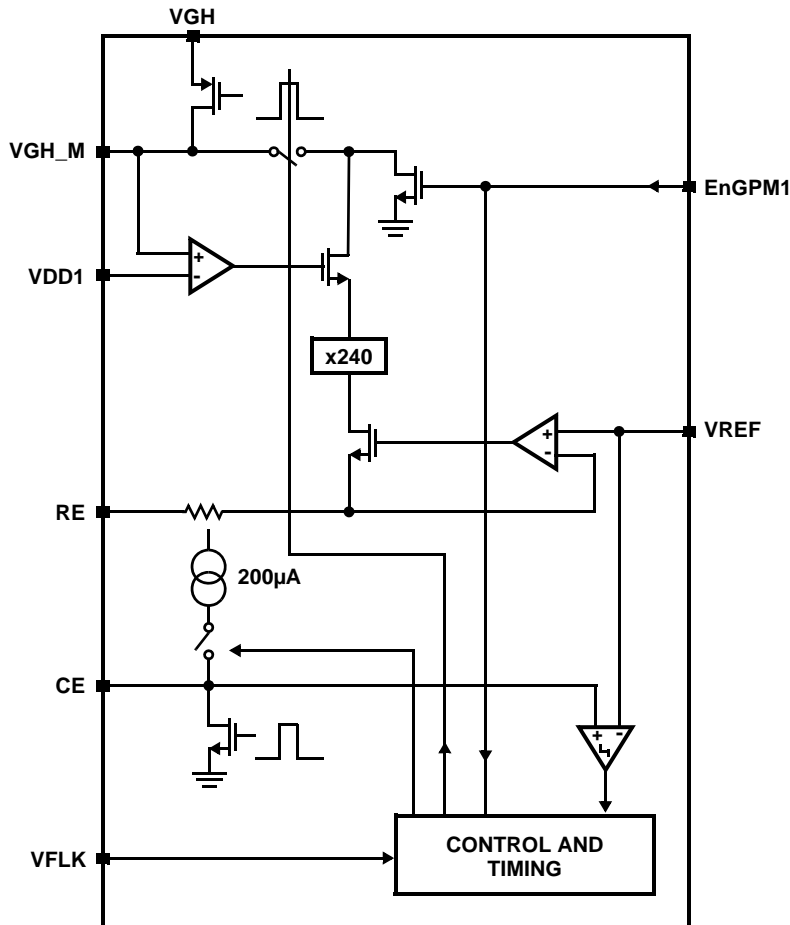 VGH
VGH_M
EnGPM1
+
-
VDD1
x240
+
-
VREF
RE
200µA
CE
+ -
CONTROL AND
TIMING
VFLK